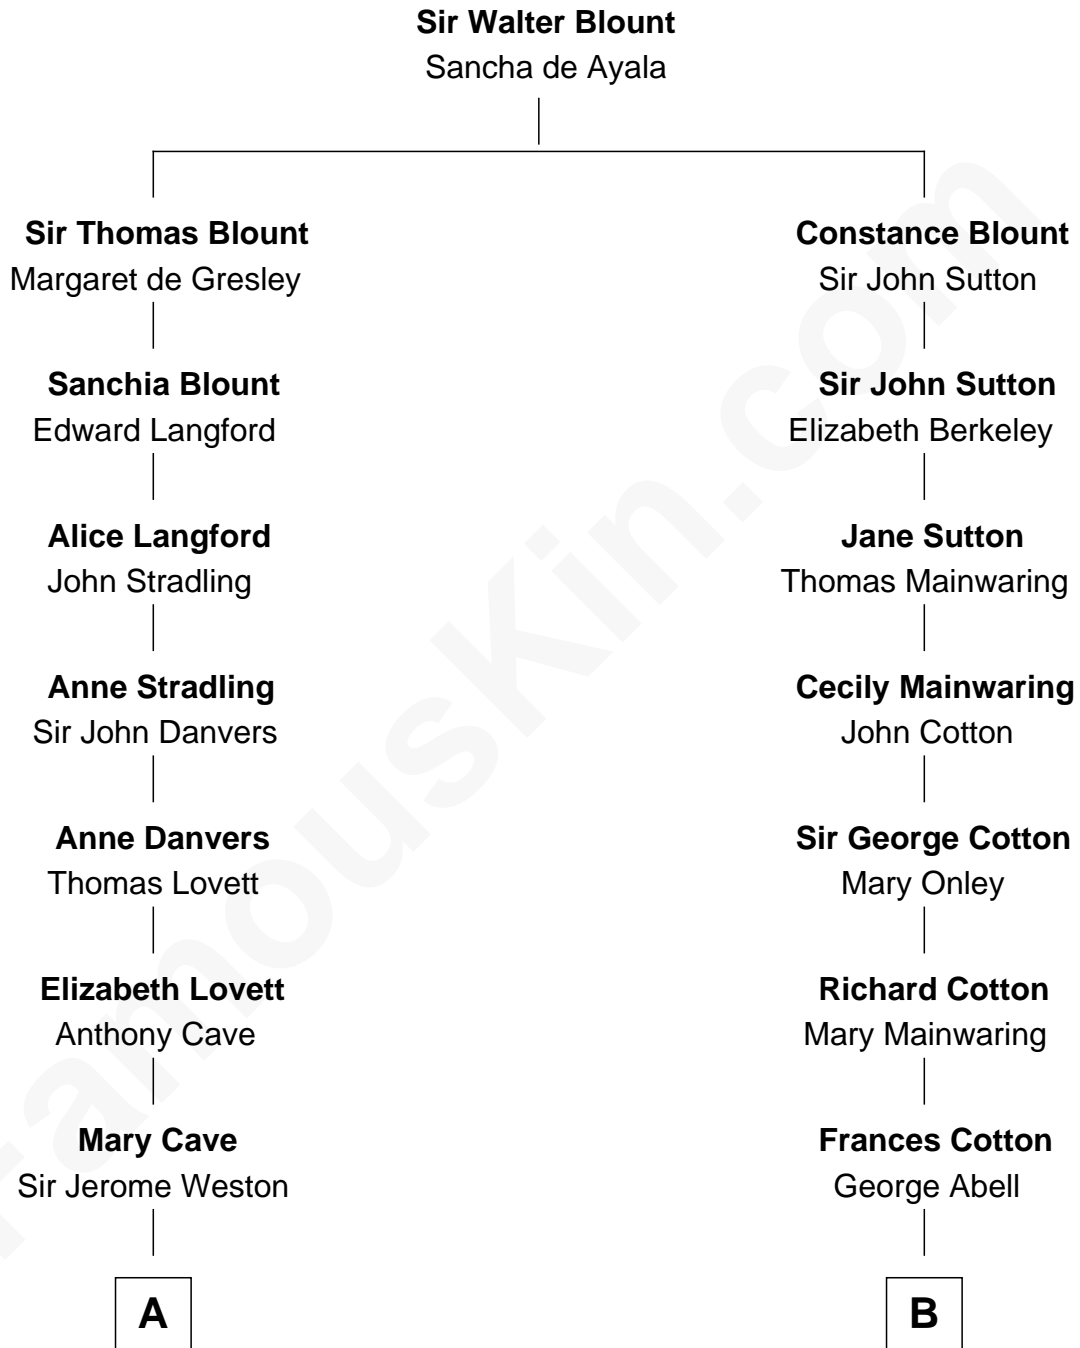 Sir Walter Blount
Sancha de Ayala
Sir Thomas Blount
Margaret de Gresley
Constance Blount
Sir John Sutton
Sanchia Blount
Edward Langford
Sir John Sutton
Elizabeth Berkeley
Alice Langford
John Stradling
Jane Sutton
Thomas Mainwaring
Anne Stradling
Sir John Danvers
Cecily Mainwaring
John Cotton
Anne Danvers
Thomas Lovett
Sir George Cotton
Mary Onley
Elizabeth Lovett
Anthony Cave
Richard Cotton
Mary Mainwaring
Mary Cave
Sir Jerome Weston
Frances Cotton
George Abell
A
B
FamousKin.com